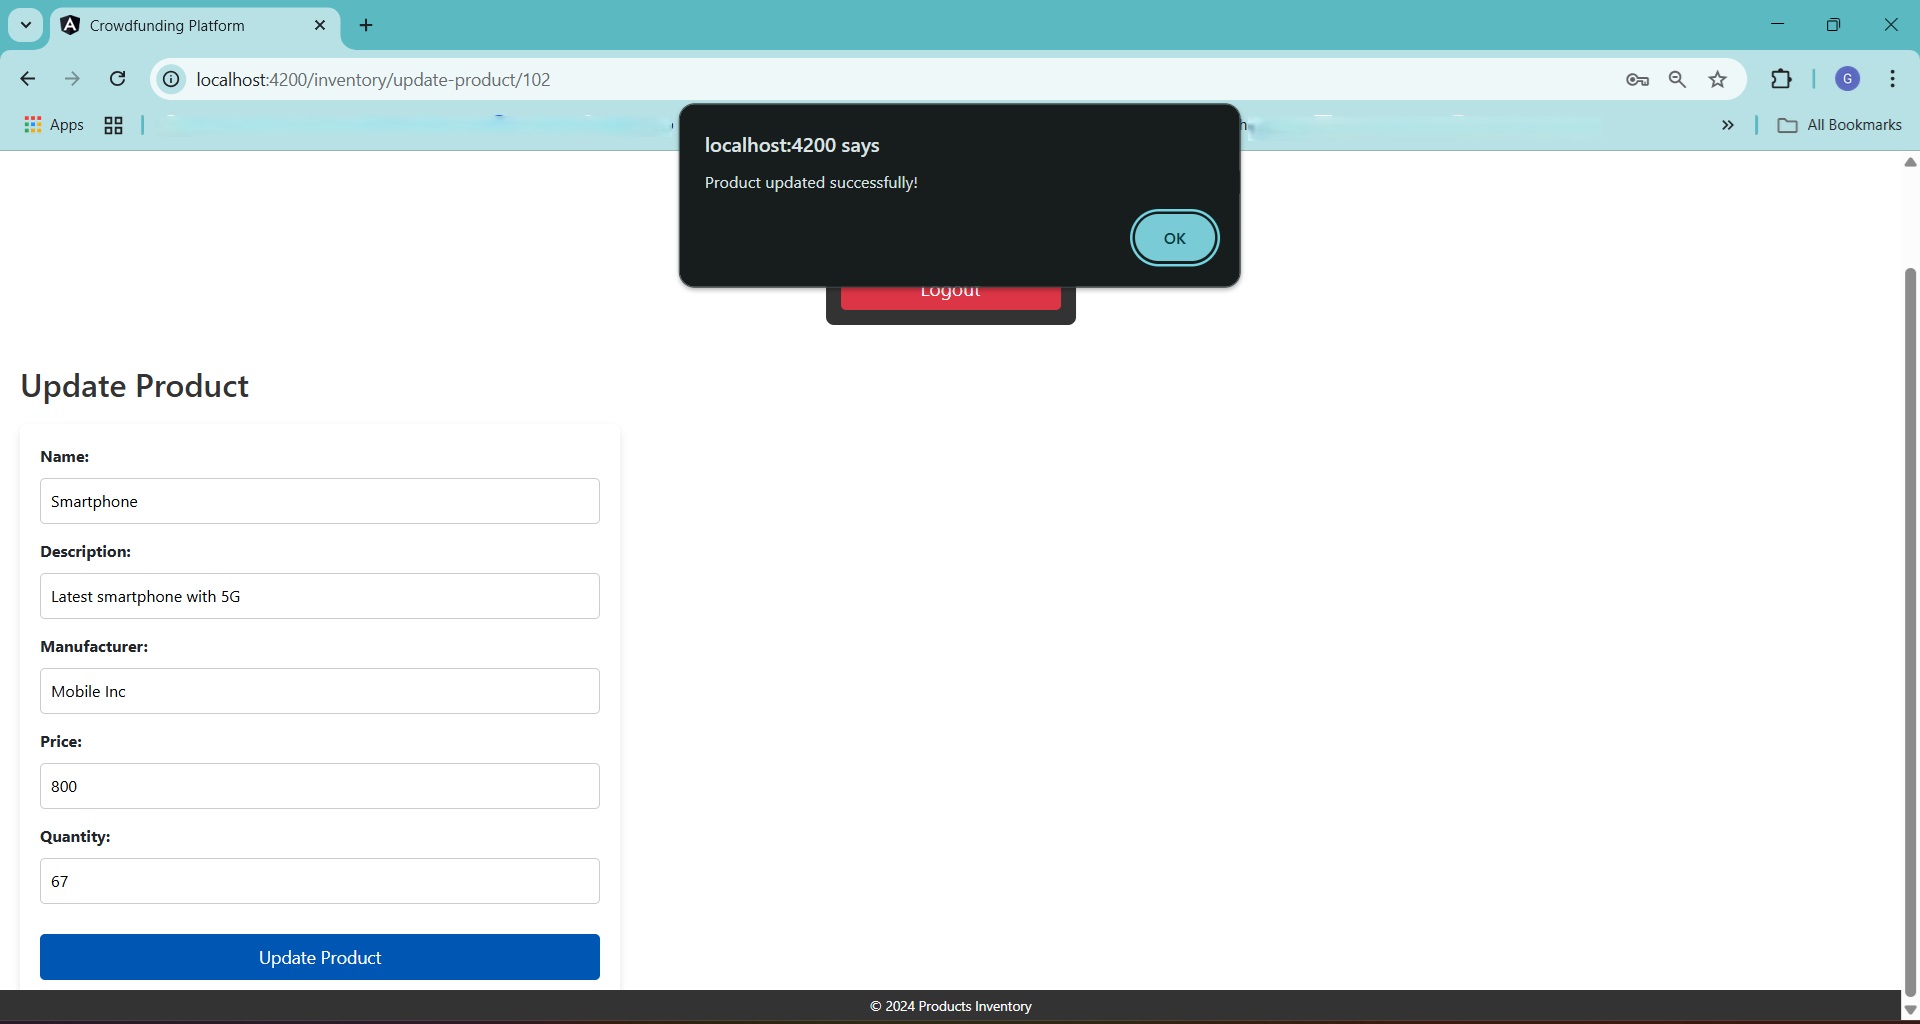 Crowdfunding Platform
localhost:4200/inventory/update-product/102
G
Apps
All Bookmarks
localhost:4200 says
Product updated successfully!
OK
Logout
Update Product
Name:
Smartphone
Description:
Latest smartphone with 5G
Manufacturer:
Mobile Inc
Price:
800
Quantity:
67
Update Product
© 2024 Products Inventory